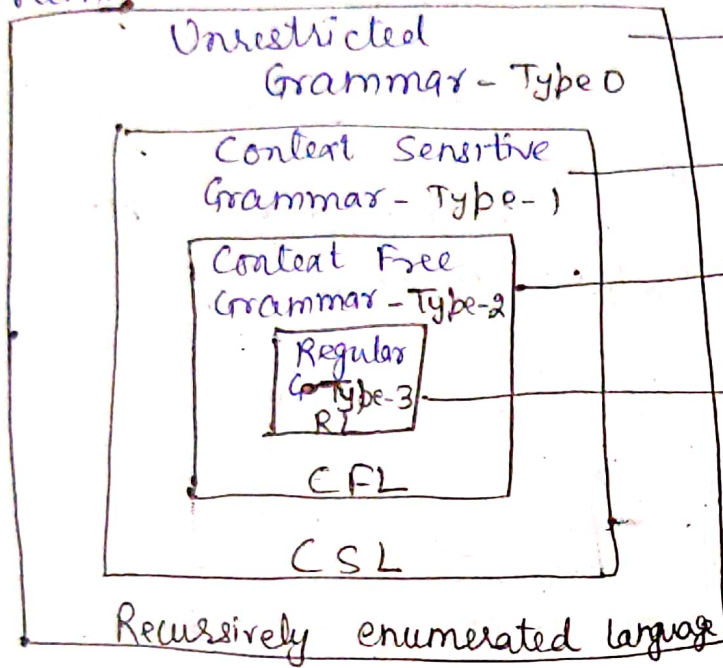 Unrestricted
Grammar - Type 0
Context Sensitive
Grammar - Type - 1
Context Free
Grammar - Type-2
Regular
G Type-3
RL
CFL
CSL
Recurssively enumerated language